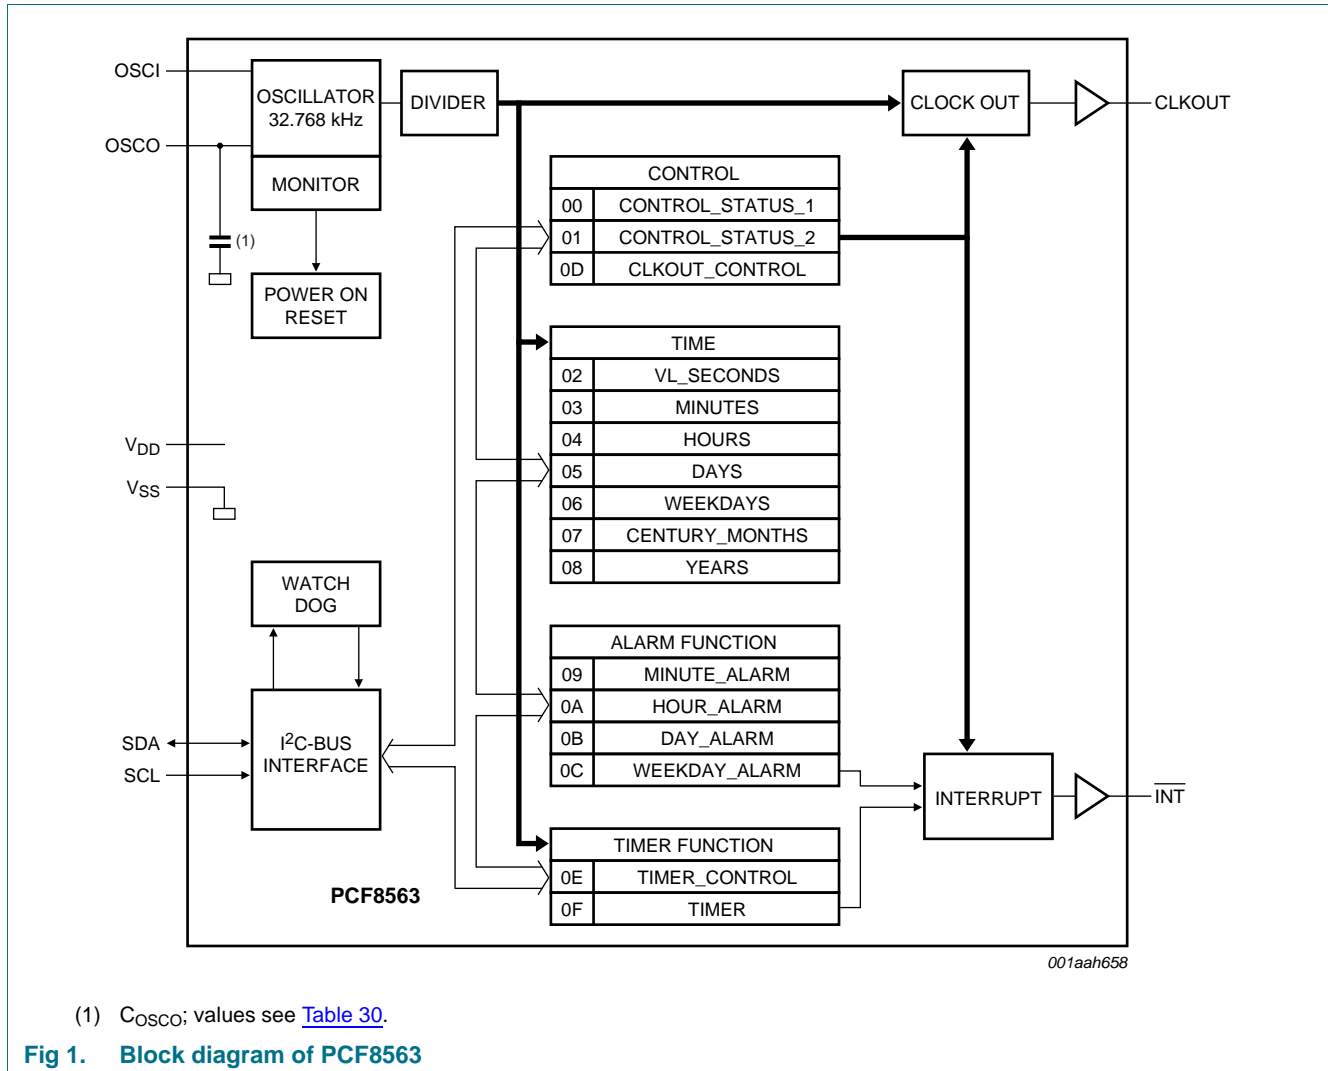 OSCI
OSCO
OSCILLATOR
32.768 kHz
MONITOR
DIVIDER
CLOCK OUT
CLKOUT
(1)
POWER ON
RESET
CONTROL
00 CONTROL_STATUS_1
01 CONTROL_STATUS_2
0D CLKOUT_CONTROL
TIME
02 VL_SECONDS
03 MINUTES
04 HOURS
05 DAYS
06 WEEKDAYS
07 CENTURY_MONTHS
08 YEARS
VDD
VSS
WATCH
DOG
SDA
SCL
I2C-BUS
INTERFACE
ALARM FUNCTION
09 MINUTE_ALARM
0A HOUR_ALARM
0B DAY_ALARM
0C WEEKDAY_ALARM
INTERRUPT
INT
TIMER FUNCTION
0E TIMER_CONTROL
0F TIMER
PCF8563
001aah658
(1) COSCO; values see Table 30.
Fig 1. Block diagram of PCF8563